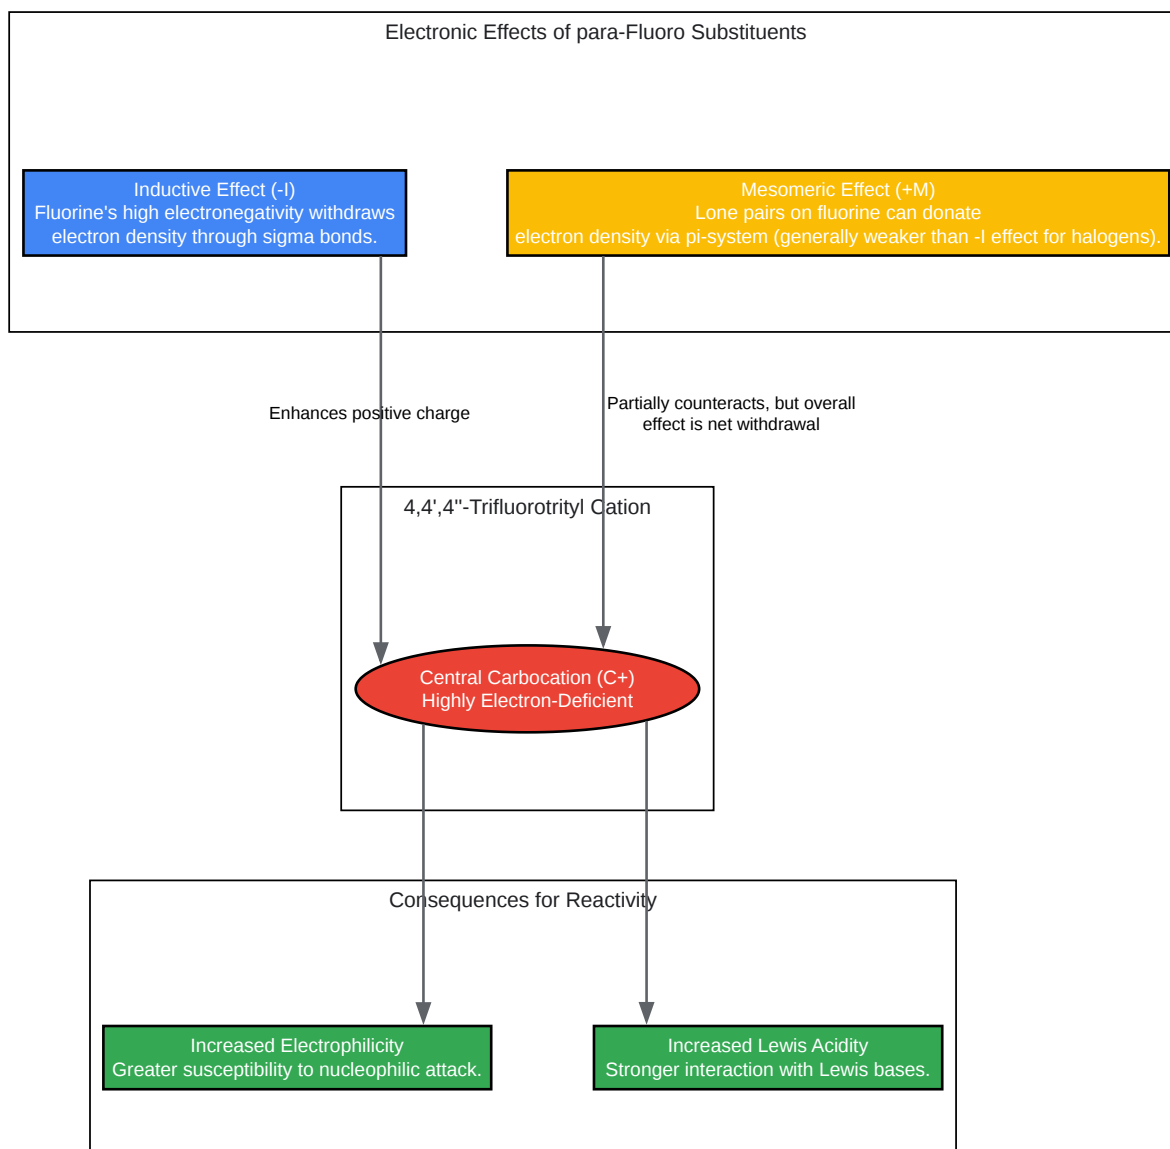 Electronic Effects of para-Fluoro Substituents
Inductive Effect (-I)
Fluorine's high electronegativity withdraws
electron density through sigma bonds.
Mesomeric Effect (+M)
Lone pairs on fluorine can donate
electron density via pi-system (generally weaker than -I effect for halogens).
Enhances positive charge
Partially counteracts, but overall
effect is net withdrawal
4,4',4''-Trifluorotrityl Cation
Central Carbocation (C+)
Highly Electron-Deficient
Consequences for Reactivity
Increased Electrophilicity
Greater susceptibility to nucleophilic attack.
Increased Lewis Acidity
Stronger interaction with Lewis bases.